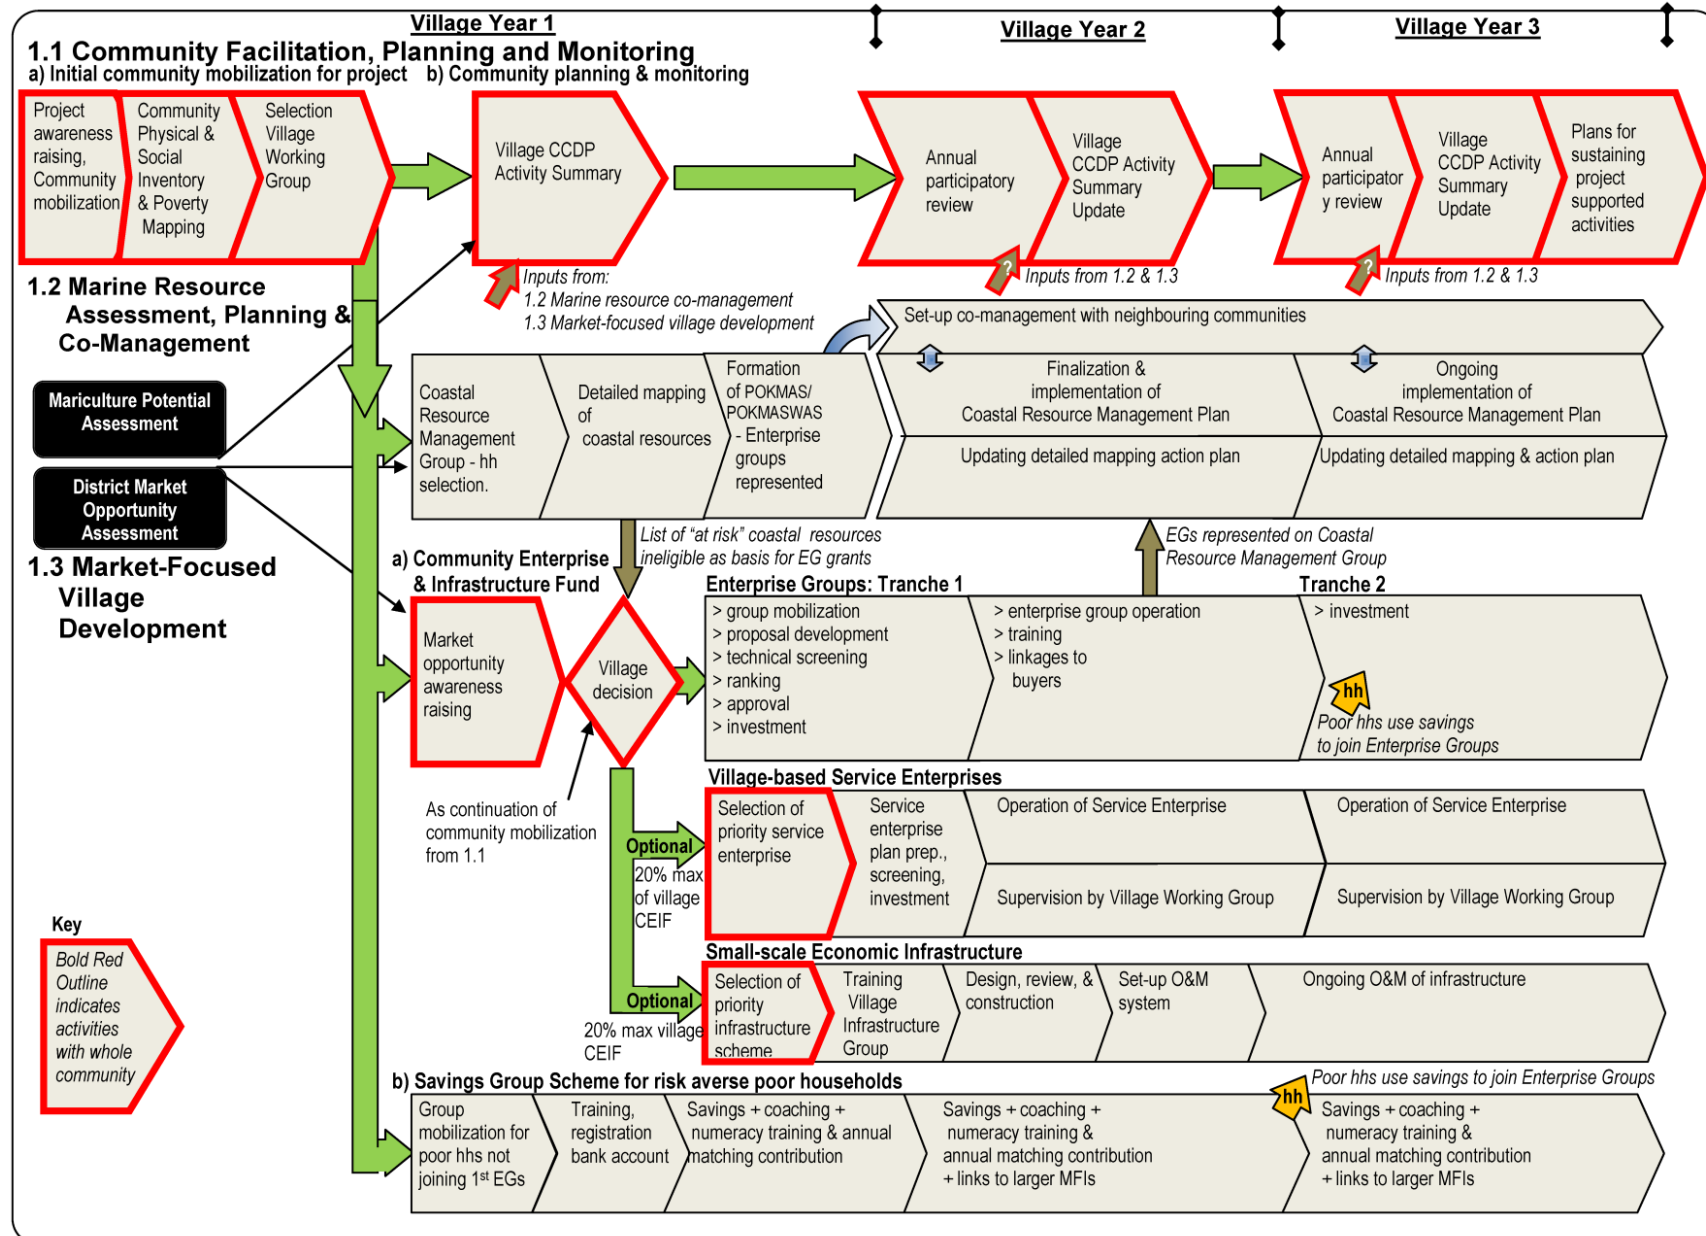 Village Year 1
Village Year 2
Village Year 3
1.1 Community Facilitation, Planning and Monitoring
a) Initial community mobilization for project
b) Community planning & monitoring
Project
awareness
raising,
Community
mobilization
Community
Physical &
Social
Inventory
& Poverty
Mapping
Selection
Village
Working
Group
Village CCDP
Activity Summary
Annual
participatory
review
Village
CCDP Activity
Summary
Update
Annual
participator
y review
Village
CCDP Activity
Summary
Update
Plans for
sustaining
project
supported
activities
Inputs from:
1.2 Marine resource co-management
1.3 Market-focused village development
?
Inputs from 1.2 & 1.3
?
Inputs from 1.2 & 1.3
1.2 Marine Resource
Assessment, Planning &
Co-Management
Mariculture Potential
Assessment
District Market
Opportunity
Assessment
Set-up co-management with neighbouring communities
Coastal
Resource
Management
Group - hh
selection.
Detailed mapping
of
coastal resources
Formation
of POKMAS/
POKMASWAS
- Enterprise
groups
represented
Finalization &
implementation of
Coastal Resource Management Plan
Updating detailed mapping action plan
Ongoing
implementation of
Coastal Resource Management Plan
Updating detailed mapping & action plan
List of “at risk” coastal resources
ineligible as basis for EG grants
EGs represented on Coastal
Resource Management Group
1.3 Market-Focused
Village
Development
a) Community Enterprise
& Infrastructure Fund
Market
opportunity
awareness
raising
Village
decision
As continuation of
community mobilization
from 1.1
Enterprise Groups: Tranche 1
> group mobilization
> proposal development
> technical screening
> ranking
> approval
> investment
> enterprise group operation
> training
> linkages to
buyers
Tranche 2
> investment
hh
Poor hhs use savings
to join Enterprise Groups
Village-based Service Enterprises
Optional
20% max
of village
CEIF
Selection of
priority service
enterprise
Service
enterprise
plan prep.,
screening,
investment
Operation of Service Enterprise
Supervision by Village Working Group
Operation of Service Enterprise
Supervision by Village Working Group
Small-scale Economic Infrastructure
Optional
20% max village
CEIF
Selection of
priority
infrastructure
scheme
Training
Village
Infrastructure
Group
Design, review, &
construction
Set-up O&M
system
Ongoing O&M of infrastructure
Key
Bold Red
Outline
indicates
activities
with whole
community
b) Savings Group Scheme for risk averse poor households
hh
Poor hhs use savings to join Enterprise Groups
Group
mobilization for
poor hhs not
joining 1st EGs
Training,
registration
bank account
Savings + coaching +
numeracy training & annual
matching contribution
Savings + coaching +
numeracy training &
annual matching contribution
+ links to larger MFIs
Savings + coaching +
numeracy training &
annual matching contribution
+ links to larger MFIs